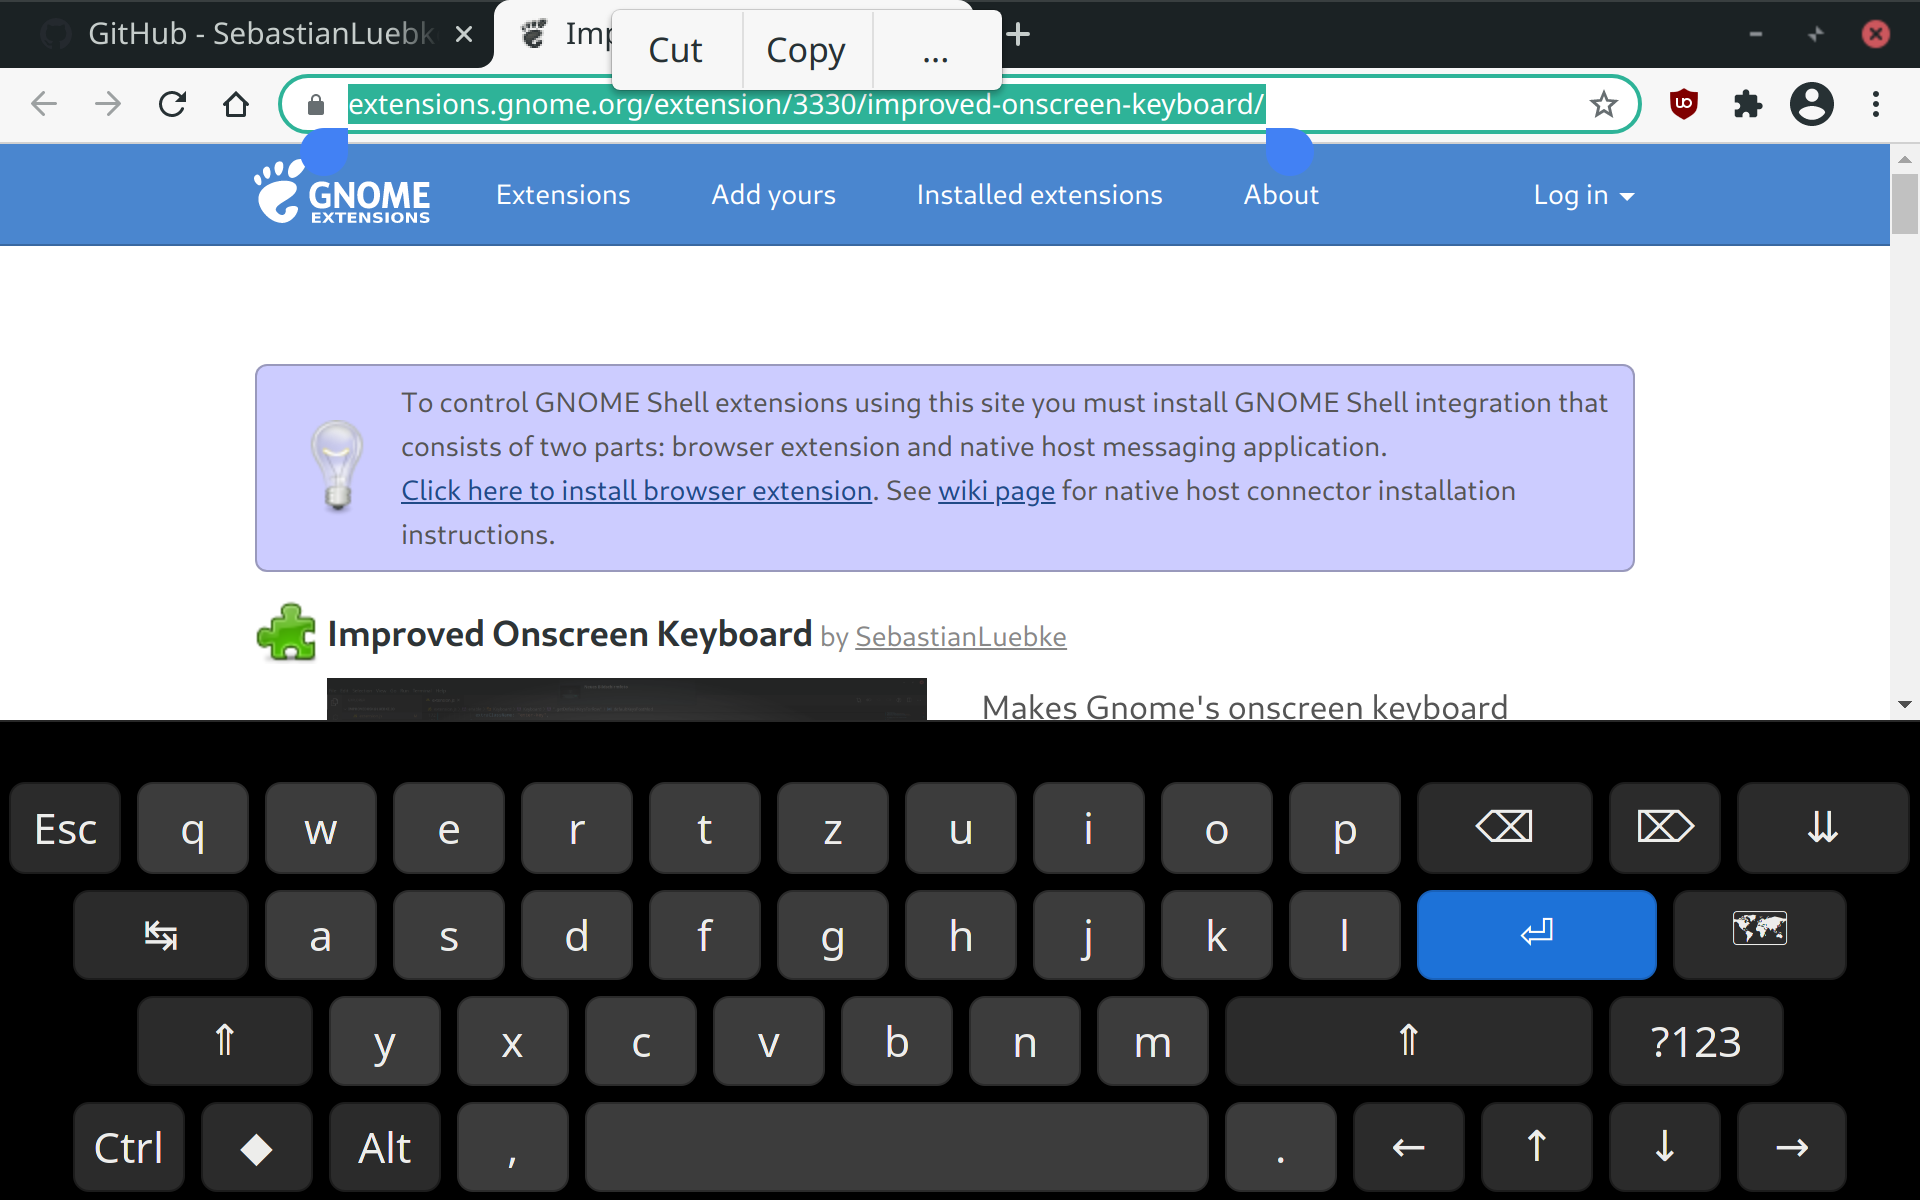 GitHub - SebastianLuebk
Imp
Cut Copy ...
extensions.gnome.org/extension/3330/improved-onscreen-keyboard/
GNOME
EXTENSIONS
Extensions Add yours Installed extensions About Log in
To control GNOME Shell extensions using this site you must install GNOME Shell integration that
consists of two parts: browser extension and native host messaging application.
Click here to install browser extension. See wiki page for native host connector installation
instructions.
Improved Onscreen Keyboard by SebastianLuebke
Makes Gnome's onscreen keyboard
Esc q w e r t z u i o p ⌫ ⌦ ⇊
↹ a s d f g h j k l ⏎ 🗺
⇑ y x c v b n m ⇑ ?123
Ctrl ◆ Alt , . ← ↑ ↓ →